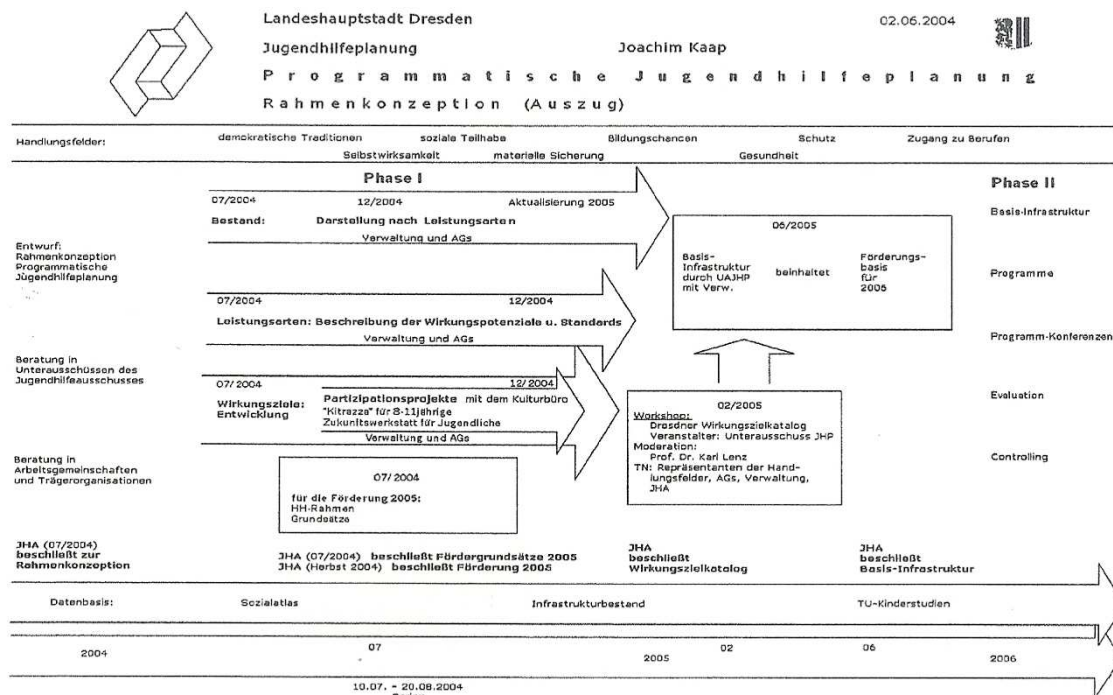 Landeshauptstadt Dresden 02.06.2004
Jugendhilfeplanung Joachim Kaap
Programmatische Jugendhilfeplanung
Rahmenkonzeption (Auszug)
Handlungsfelder: demokratische Traditionen soziale Teilhabe Bildungschancen Schutz Zugang zu Berufen
Selbstwirksamkeit materielle Sicherung Gesundheit
Phase I
07/2004 12/2004 Aktualisierung 2005
Bestand: Darstellung nach Leistungsarten
Verwaltung und AGs
Entwurf:
Rahmenkonzeption
Programmatische
Jugendhilfeplanung
07/2004 12/2004
Leistungsarten: Beschreibung der Wirkungspotenziale u. Standards
Verwaltung und AGs
Beratung in
Unterausschüssen des
Jugendhilfeausschusses
07/2004 12/2004
Wirkungsziele:
Entwicklung
Partizipationsprojekte mit dem Kulturbüro
"Kitrazza" für 8-11jährige
Zukunftswerkstatt für Jugendliche
Verwaltung und AGs
Beratung in
Arbeitsgemeinschaften
und Trägerorganisationen
07/2004
für die Förderung 2005:
HH-Rahmen
Grundsätze
06/2005
Basis-
Infrastruktur
durch UAJHP
mit Verw.
beinhaltet
Förderungs-
basis
für
2006
02/2005
Workshop:
Dresdner Wirkungszielkatalog
Veranstalter: Unterausschuss JHP
Moderation:
Prof. Dr. Karl Lenz
TN: Repräsentanten der Hand-
lungsfelder, AGs, Verwaltung,
JHA
Phase II
Basis-Infrastruktur
Programme
Programm-Konferenzen
Evaluation
Controlling
JHA (07/2004)
beschließt zur
Rahmenkonzeption
JHA (07/2004) beschließt Fördergrundsätze 2005
JHA (Herbst 2004) beschließt Förderung 2005
JHA
beschließt
Wirkungszielkatalog
JHA
beschließt
Basis-Infrastruktur
Datenbasis: Sozialatlas Infrastrukturbestand TU-Kinderstudien
2004 07 2005 02 06 2006
10.07. - 20.08.2004